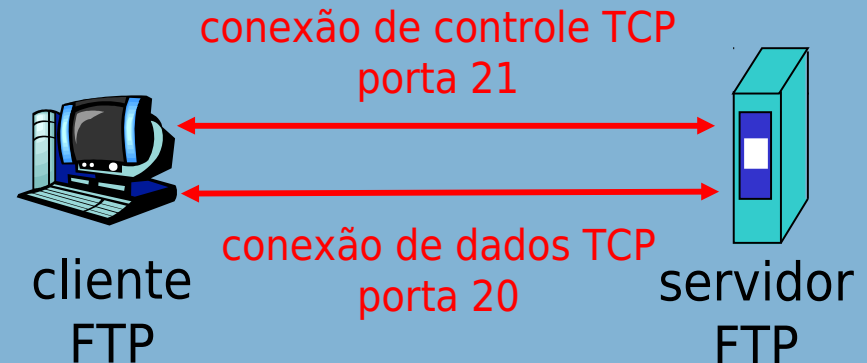 conexão de controle TCP
porta 21
conexão de dados TCP
porta 20
cliente
FTP
servidor
FTP